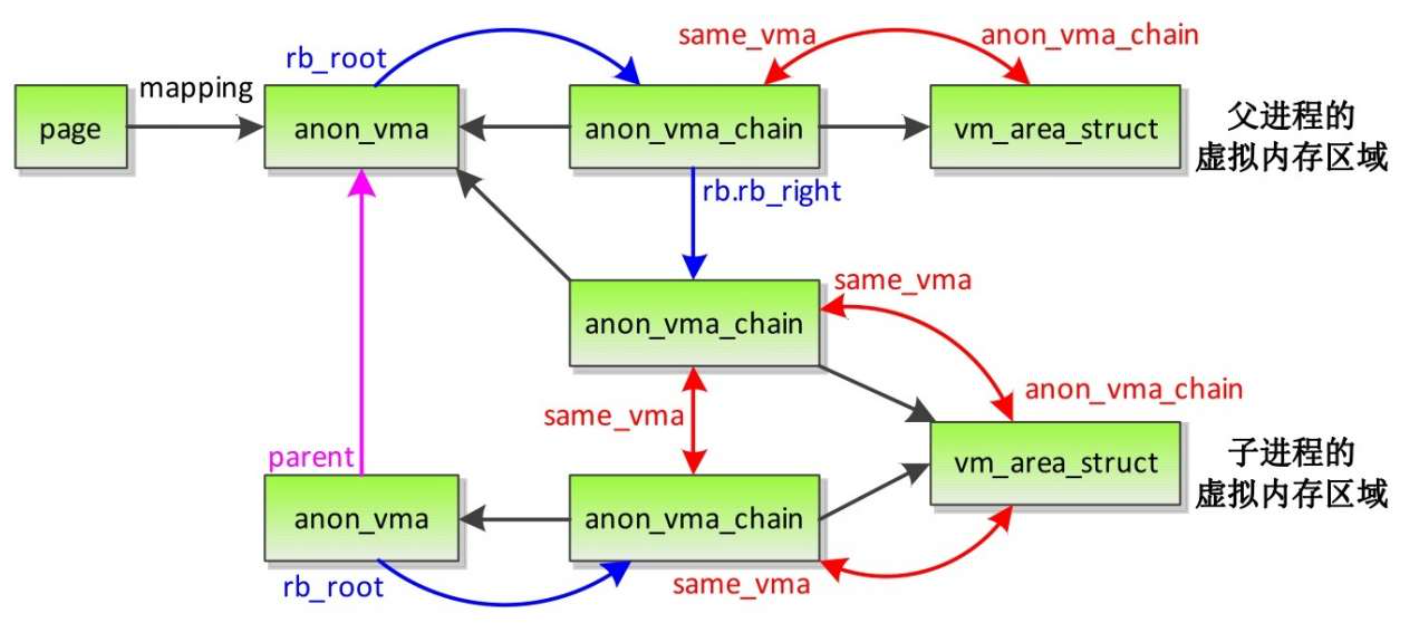 same_vma
anon_vma_chain
rb_root
mapping
page
anon_vma
anon_vma_chain
vm_area_struct
父进程的
虚拟内存区域
rb.rb_right
same_vma
anon_vma_chain
anon_vma_chain
same_vma
parent
vm_area_struct
子进程的
虚拟内存区域
anon_vma
anon_vma_chain
rb_root
same_vma